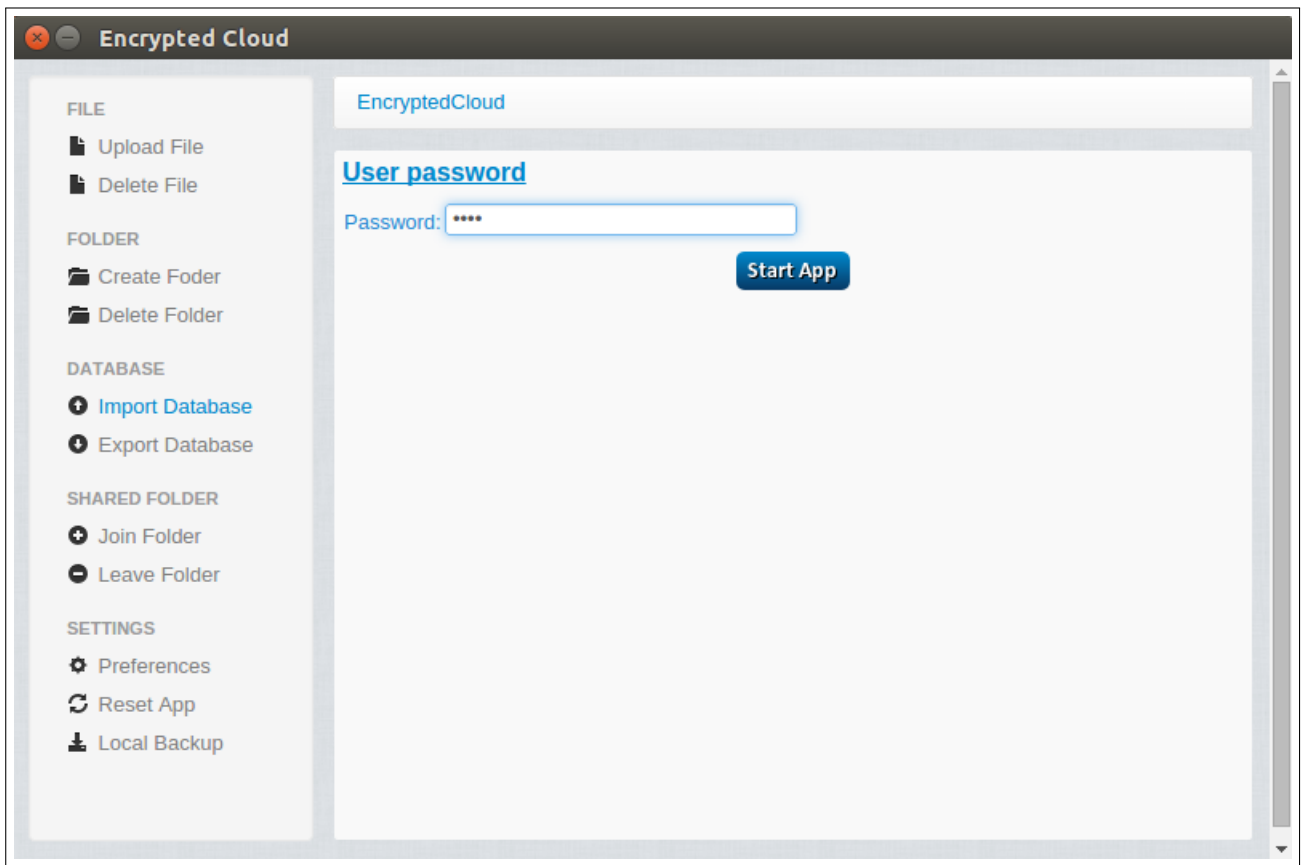 Encrypted Cloud
FILE
Upload File
Delete File
FOLDER
Create Foder
Delete Folder
DATABASE
Import Database
Export Database
SHARED FOLDER
Join Folder
Leave Folder
SETTINGS
Preferences
Reset App
Local Backup
EncryptedCloud
User password
Password: ••••
Start App